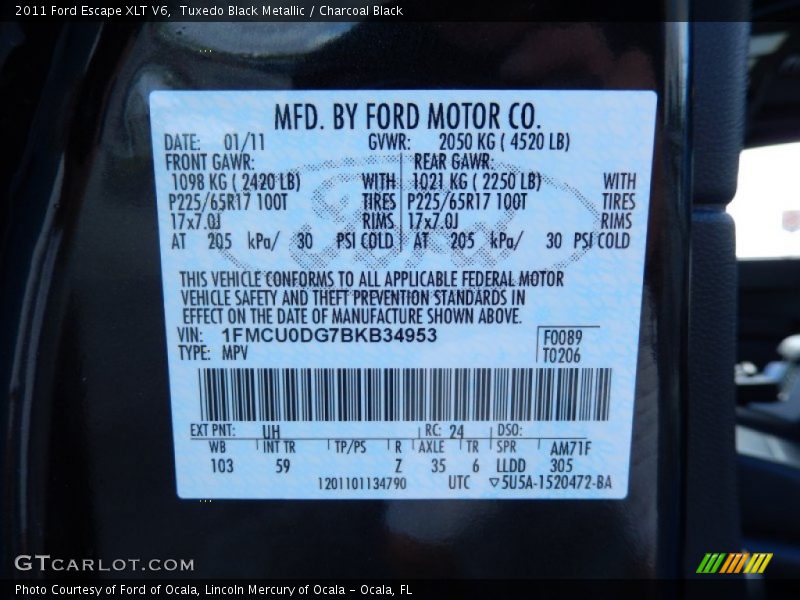 2011 Ford Escape XLT V6, Tuxedo Black Metallic / Charcoal Black
MFD. BY FORD MOTOR CO.
DATE: 01/11 GVWR: 2050 KG ( 4520 LB)
FRONT GAWR: REAR GAWR:
1098 KG ( 2420 LB) WITH 1021 KG ( 2250 LB) WITH
P225/65R17 100T TIRES P225/65R17 100T TIRES
17x7.0J RIMS 17x7.0J RIMS
AT 205 kPa/ 30 PSI COLD AT 205 kPa/ 30 PSI COLD
THIS VEHICLE CONFORMS TO ALL APPLICABLE FEDERAL MOTOR
VEHICLE SAFETY AND THEFT PREVENTION STANDARDS IN
EFFECT ON THE DATE OF MANUFACTURE SHOWN ABOVE.
VIN: 1FMCU0DG7BKB34953 F0089
TYPE: MPV T0206
EXT PNT: UH RC: 24 DSO:
WB INT TR TP/PS R AXLE TR SPR AM71F
103 59 Z 35 6 LLDD 305
1201101134790 UTC ▽5U5A-1520472-BA
GTCARLOT.COM
Photo Courtesy of Ford of Ocala, Lincoln Mercury of Ocala - Ocala, FL